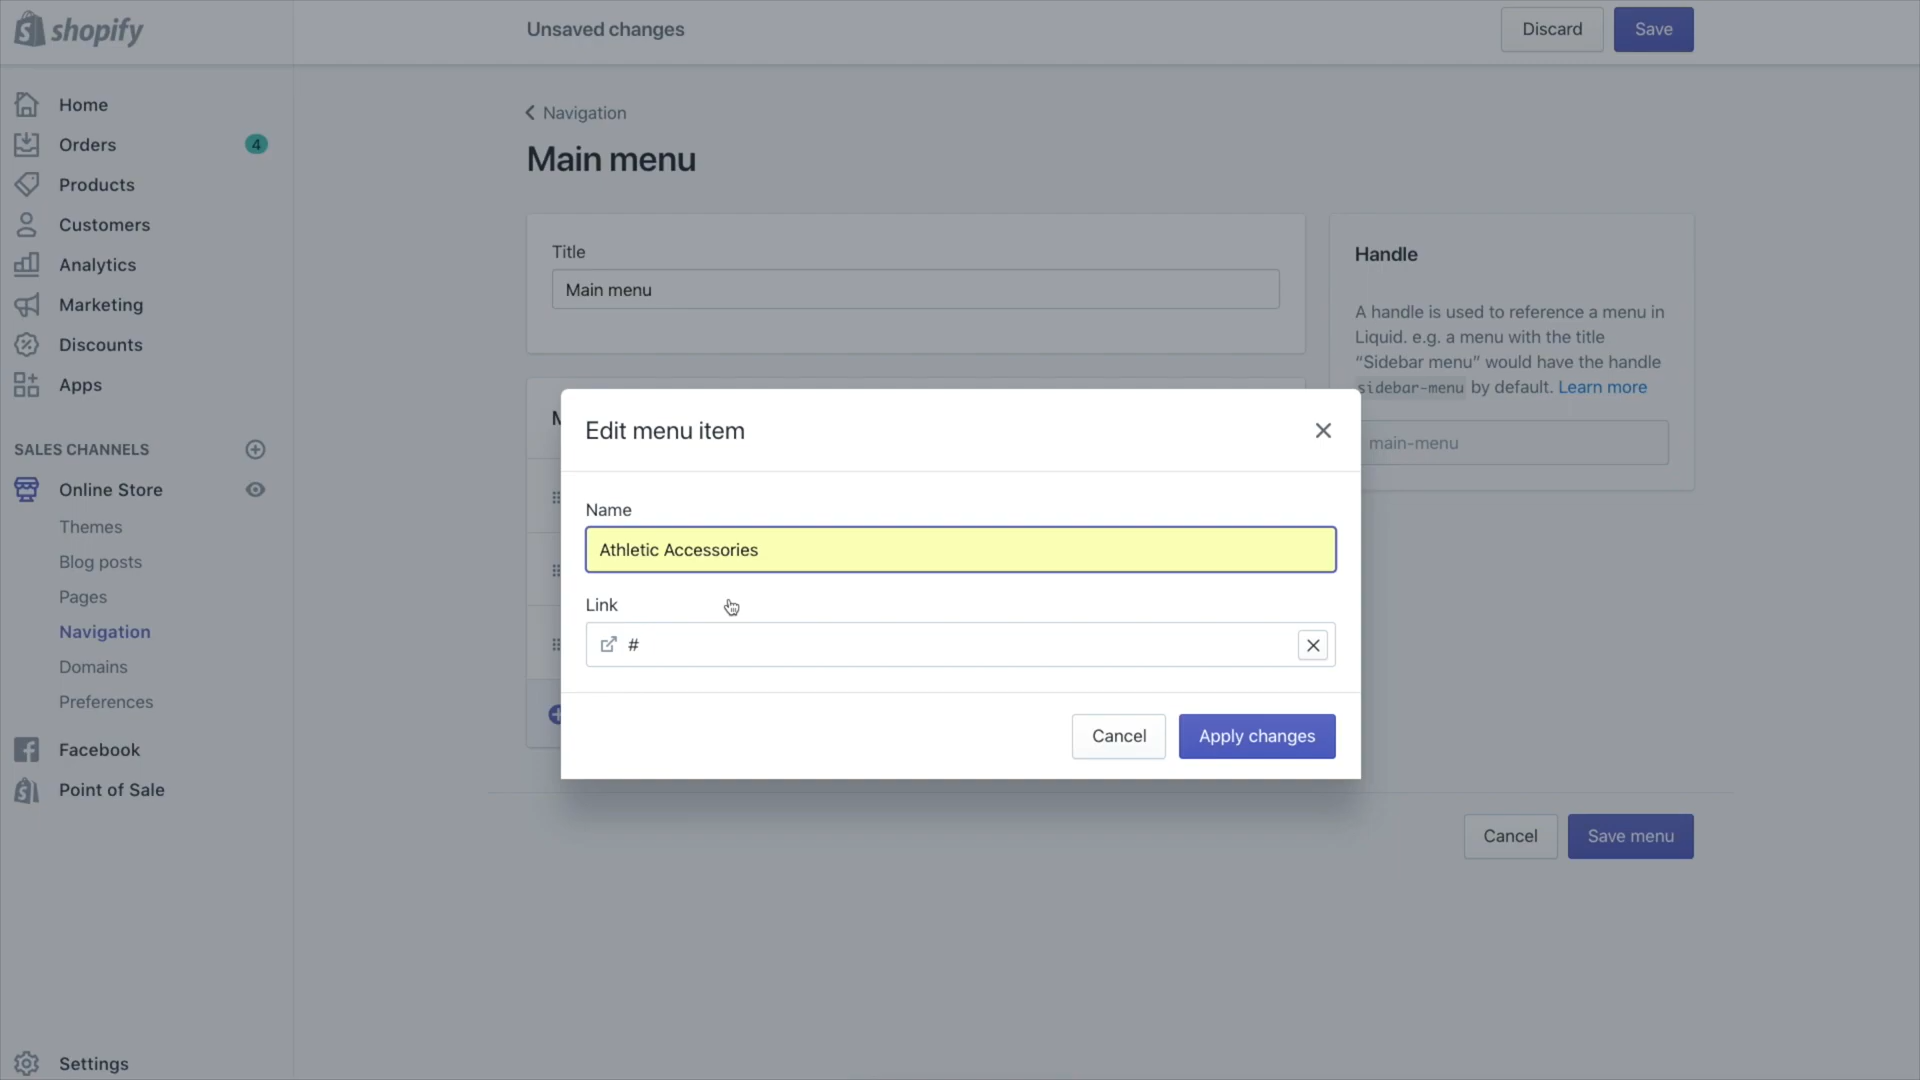 shopify
Unsaved changes
Discard
Save
Home
Orders
4
Products
Customers
Analytics
Marketing
Discounts
Apps
SALES CHANNELS
Online Store
Themes
Blog posts
Pages
Navigation
Domains
Preferences
Facebook
Point of Sale
Settings
Navigation
Main menu
Title
Main menu
Handle
A handle is used to reference a menu in
Liquid. e.g. a menu with the title
“Sidebar menu” would have the handle
sidebar-menu by default. Learn more
main-menu
Edit menu item
Name
Athletic Accessories
Link
#
Cancel
Apply changes
Cancel
Save menu